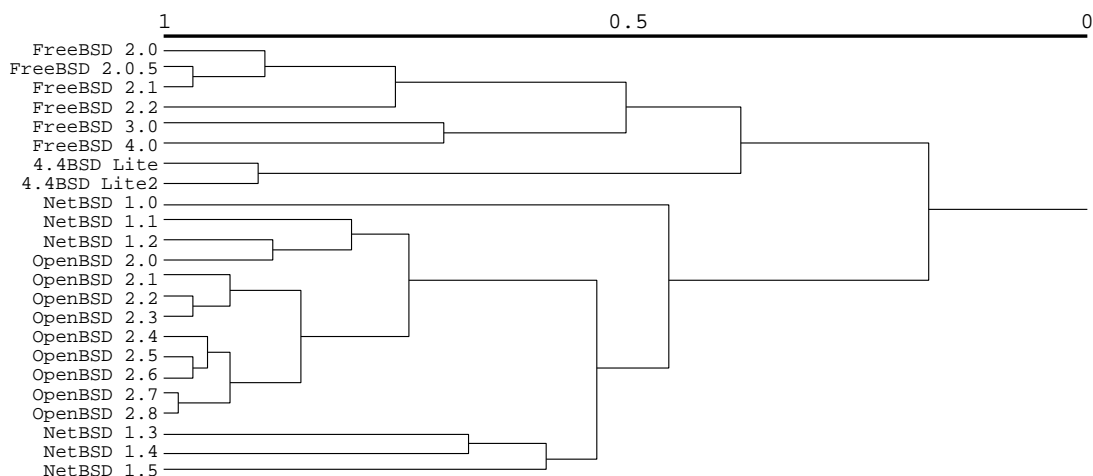 1 0.5 0
FreeBSD 2.0
FreeBSD 2.0.5
FreeBSD 2.1
FreeBSD 2.2
FreeBSD 3.0
FreeBSD 4.0
4.4BSD Lite
4.4BSD Lite2
NetBSD 1.0
NetBSD 1.1
NetBSD 1.2
OpenBSD 2.0
OpenBSD 2.1
OpenBSD 2.2
OpenBSD 2.3
OpenBSD 2.4
OpenBSD 2.5
OpenBSD 2.6
OpenBSD 2.7
OpenBSD 2.8
NetBSD 1.3
NetBSD 1.4
NetBSD 1.5